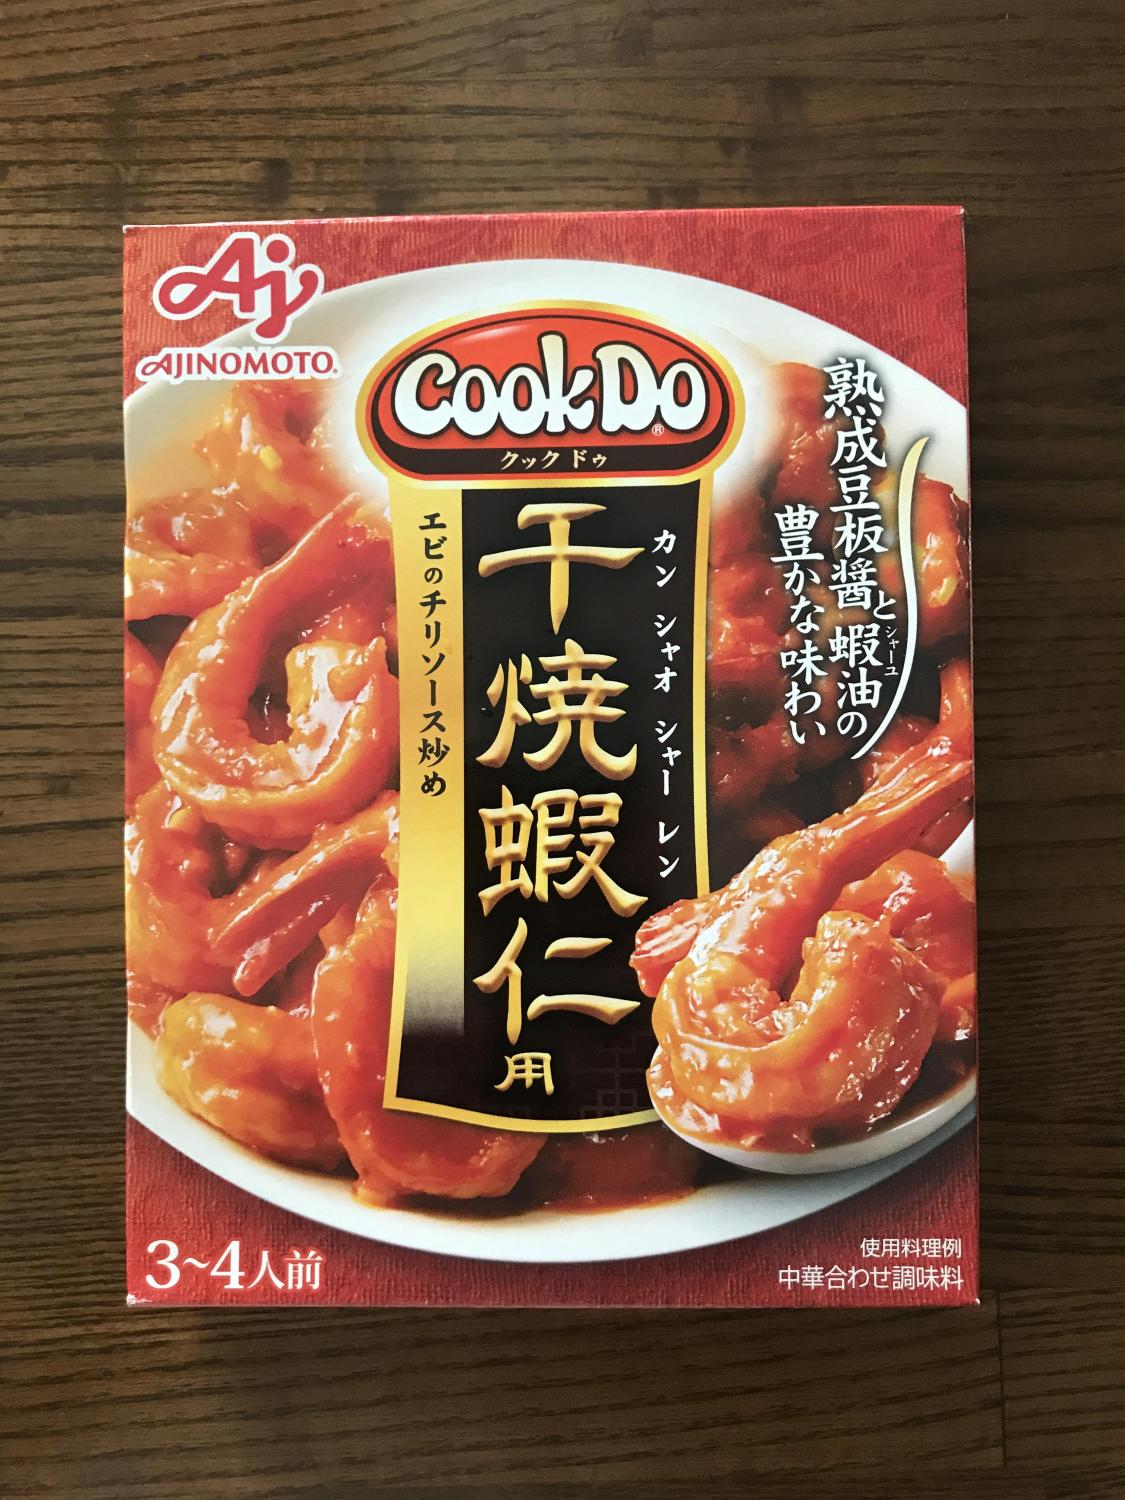 Aj
AJINOMOTO®
Cook Do®
クック ドゥ
熟成豆板醤と蝦油の
シャーユ
豊かな味わい
カン シャオ シャー レン
干焼蝦仁用
エビのチリソース炒め
3~4人前
使用料理例
中華合わせ調味料